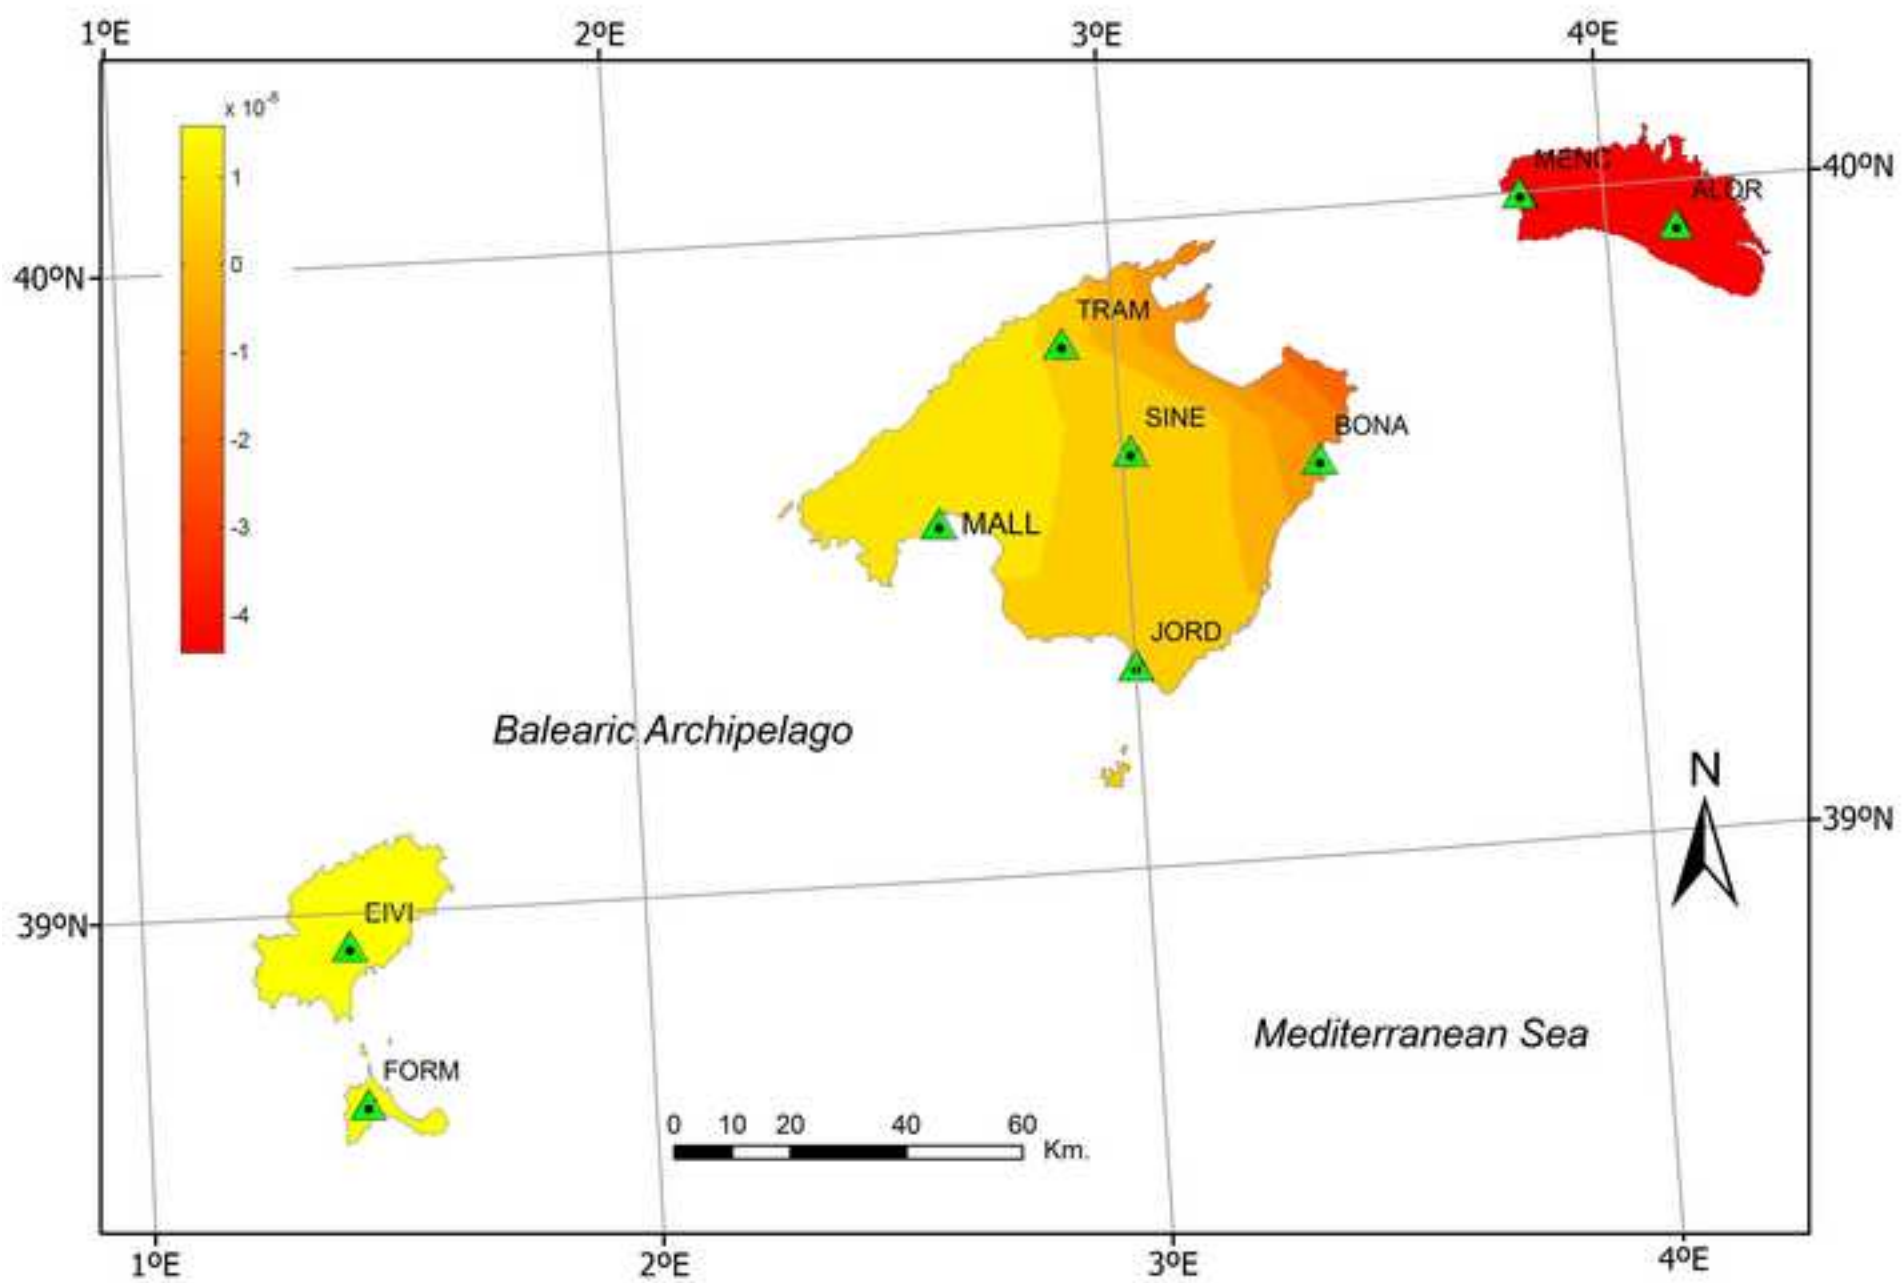 1ºE 2ºE 3ºE 4ºE
x 10⁻⁸
1
0
-1
-2
-3
-4
40ºN
40ºN
MENC
ALOR
TRAM
SINE
BONA
MALL
JORD
Balearic Archipelago
N
39ºN
39ºN
EIVI
FORM
Mediterranean Sea
0 10 20 40 60
Km.
1ºE 2ºE 3ºE 4ºE